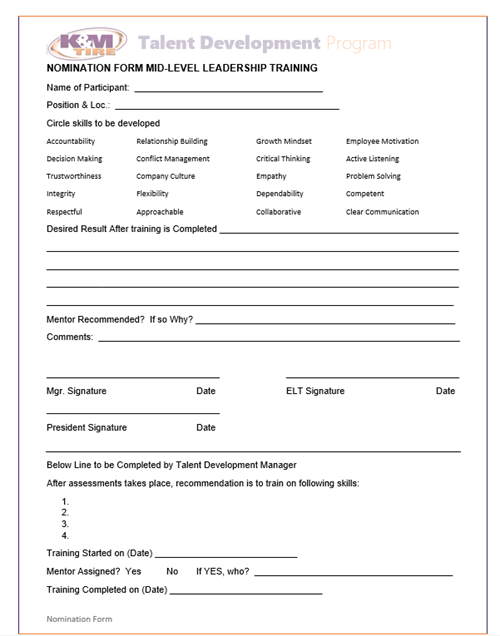 K&M
TIRE
Talent Development Program
NOMINATION FORM MID-LEVEL LEADERSHIP TRAINING
Name of Participant:
Position & Loc.:
Circle skills to be developed
Accountability Relationship Building Growth Mindset Employee Motivation
Decision Making Conflict Management Critical Thinking Active Listening
Trustworthiness Company Culture Empathy Problem Solving
Integrity Flexibility Dependability Competent
Respectful Approachable Collaborative Clear Communication
Desired Result After training is Completed
Mentor Recommended? If so Why?
Comments:
Mgr. Signature Date ELT Signature Date
President Signature Date
Below Line to be Completed by Talent Development Manager
After assessments takes place, recommendation is to train on following skills:
1.
2.
3.
4.
Training Started on (Date)
Mentor Assigned? Yes No If YES, who?
Training Completed on (Date)
Nomination Form